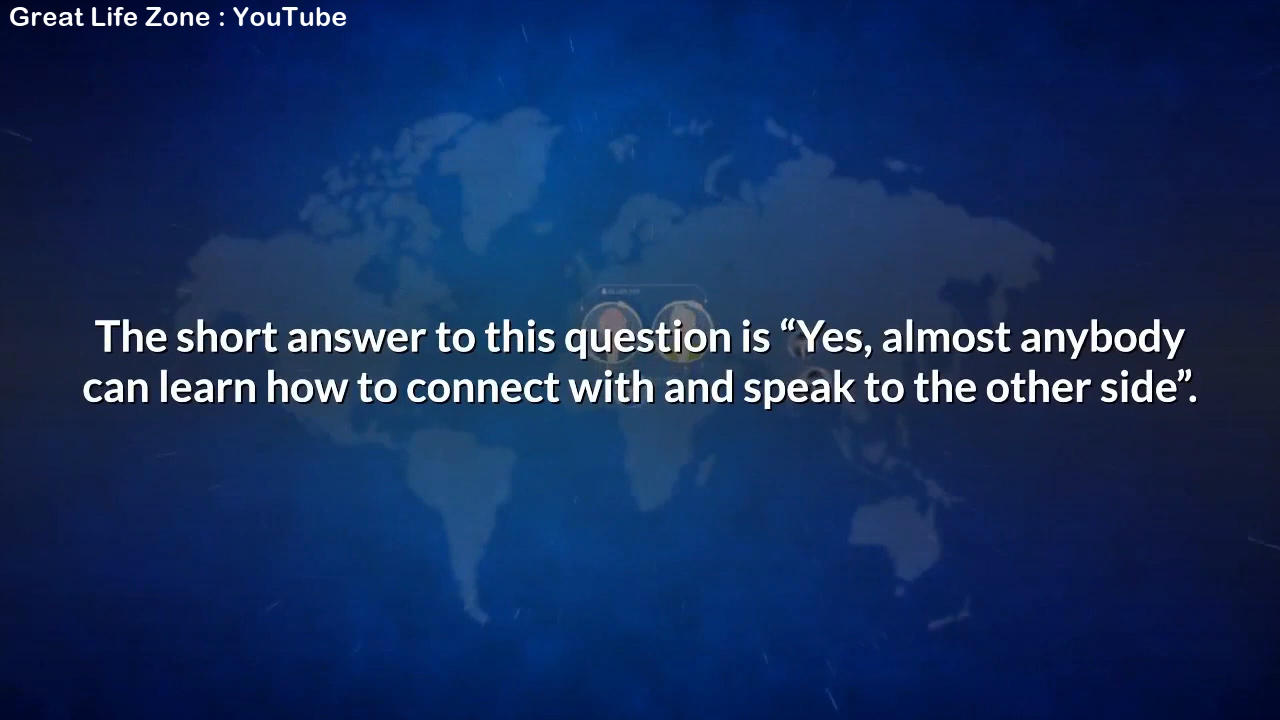 Great Life Zone : YouTube
The short answer to this question is “Yes, almost anybody
can learn how to connect with and speak to the other side”.